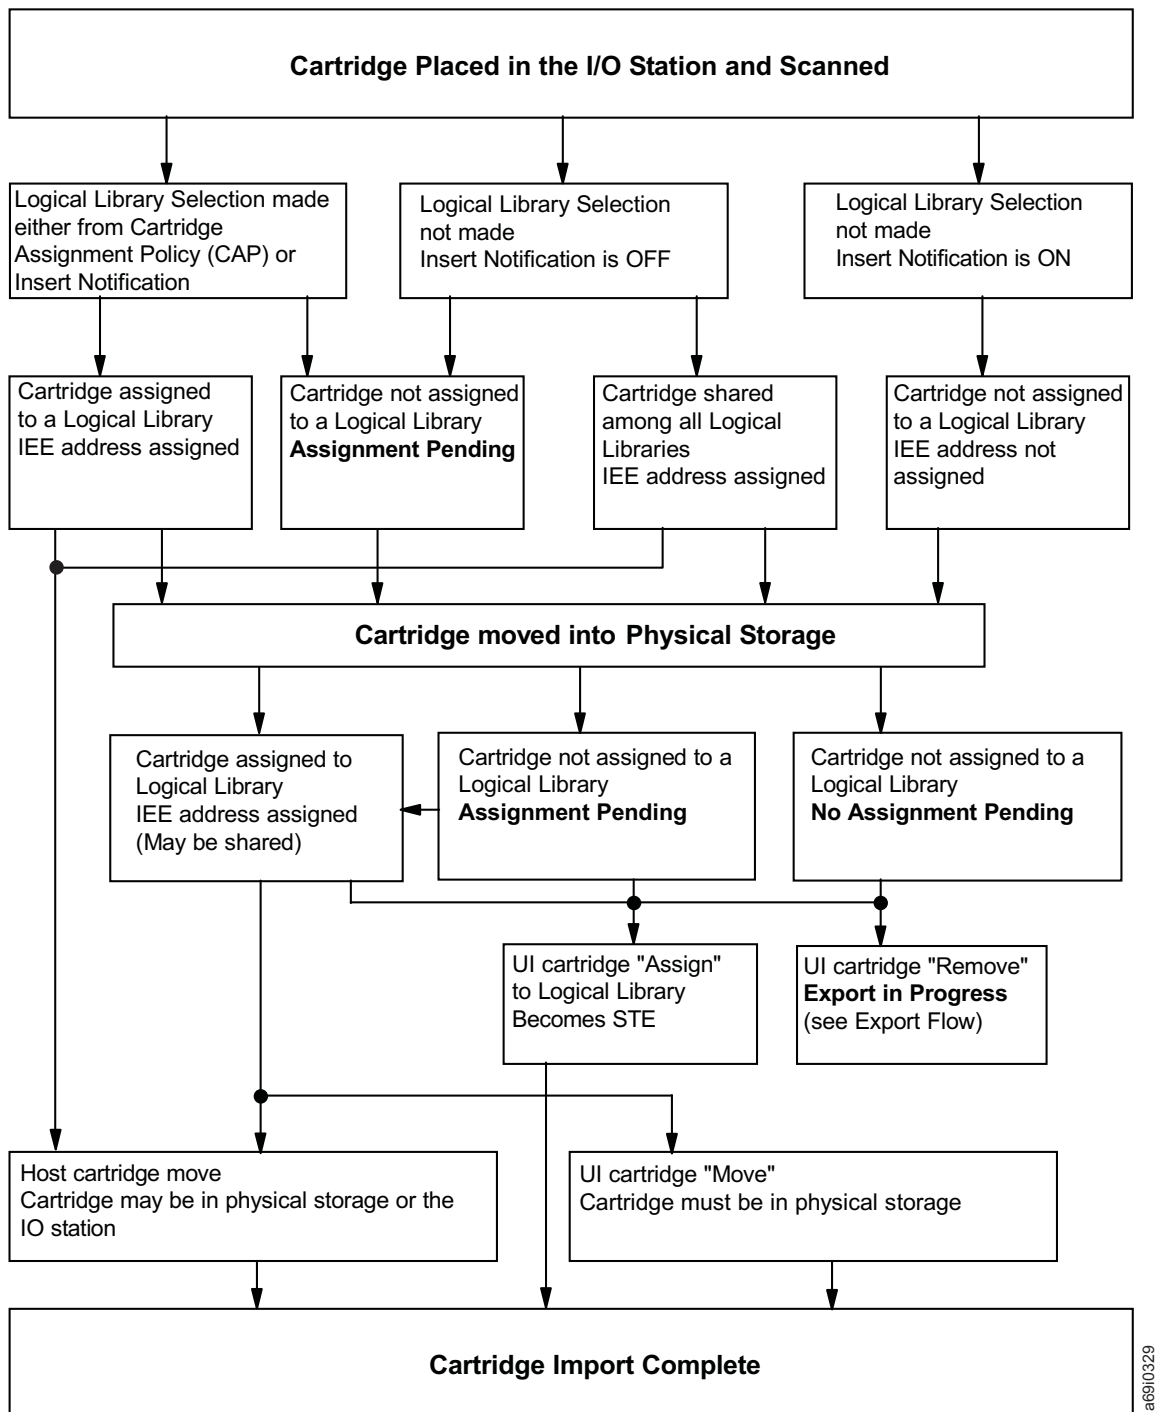 Cartridge Placed in the I/O Station and Scanned
Logical Library Selection made
either from Cartridge
Assignment Policy (CAP) or
Insert Notification
Logical Library Selection
not made
Insert Notification is OFF
Logical Library Selection
not made
Insert Notification is ON
Cartridge assigned
to a Logical Library
IEE address assigned
Cartridge not assigned
to a Logical Library
Assignment Pending
Cartridge shared
among all Logical
Libraries
IEE address assigned
Cartridge not assigned
to a Logical Library
IEE address not
assigned
Cartridge moved into Physical Storage
Cartridge assigned to
Logical Library
IEE address assigned
(May be shared)
Cartridge not assigned to a
Logical Library
Assignment Pending
Cartridge not assigned to a
Logical Library
No Assignment Pending
UI cartridge "Assign"
to Logical Library
Becomes STE
UI cartridge "Remove"
Export in Progress
(see Export Flow)
Host cartridge move
Cartridge may be in physical storage or the
IO station
UI cartridge "Move"
Cartridge must be in physical storage
Cartridge Import Complete
a69i0329